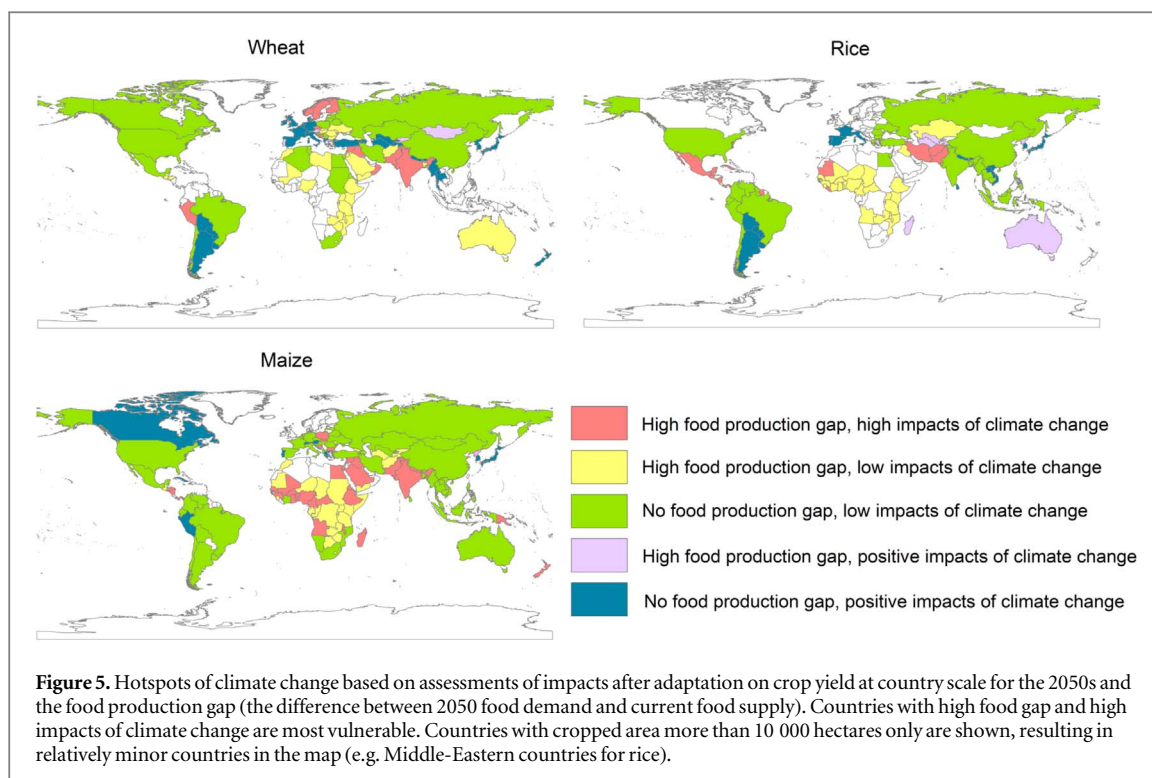 Wheat
Rice
Maize
High food production gap, high impacts of climate change
High food production gap, low impacts of climate change
No food production gap, low impacts of climate change
High food production gap, positive impacts of climate change
No food production gap, positive impacts of climate change
Figure 5. Hotspots of climate change based on assessments of impacts after adaptation on crop yield at country scale for the 2050s and
the food production gap (the difference between 2050 food demand and current food supply). Countries with high food gap and high
impacts of climate change are most vulnerable. Countries with cropped area more than 10 000 hectares only are shown, resulting in
relatively minor countries in the map (e.g. Middle-Eastern countries for rice).